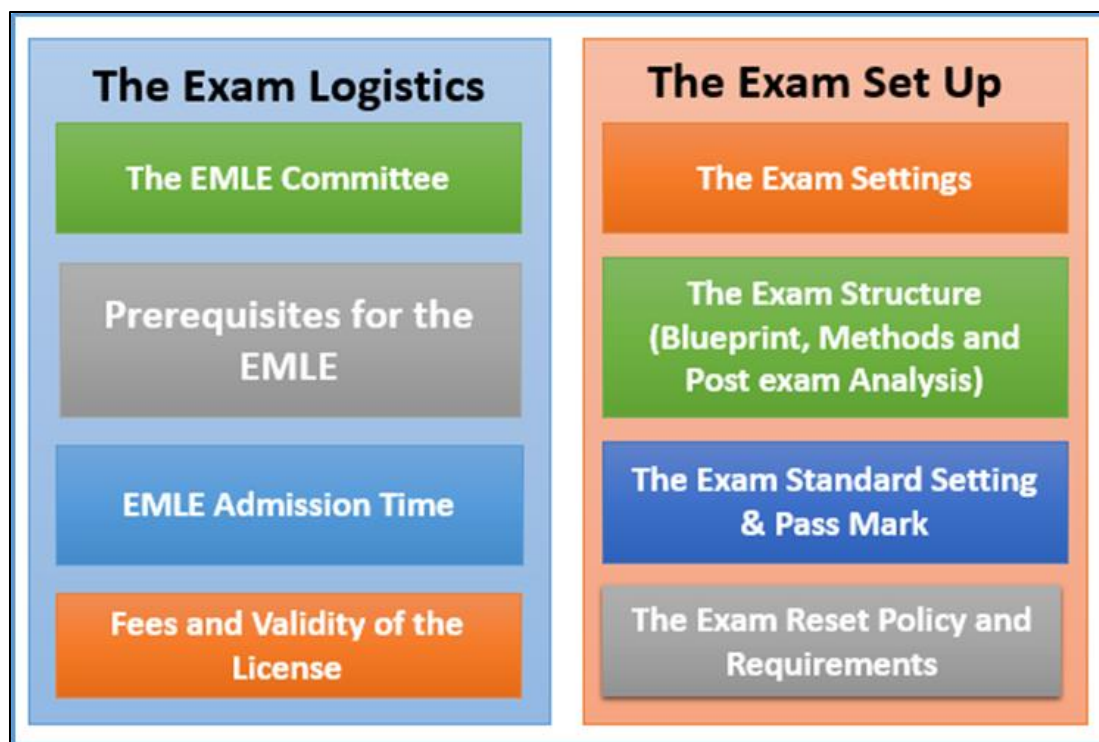 The Exam Logistics
The EMLE Committee
Prerequisites for the
EMLE
EMLE Admission Time
Fees and Validity of the
License
The Exam Set Up
The Exam Settings
The Exam Structure
(Blueprint, Methods and
Post exam Analysis)
The Exam Standard Setting
& Pass Mark
The Exam Reset Policy and
Requirements